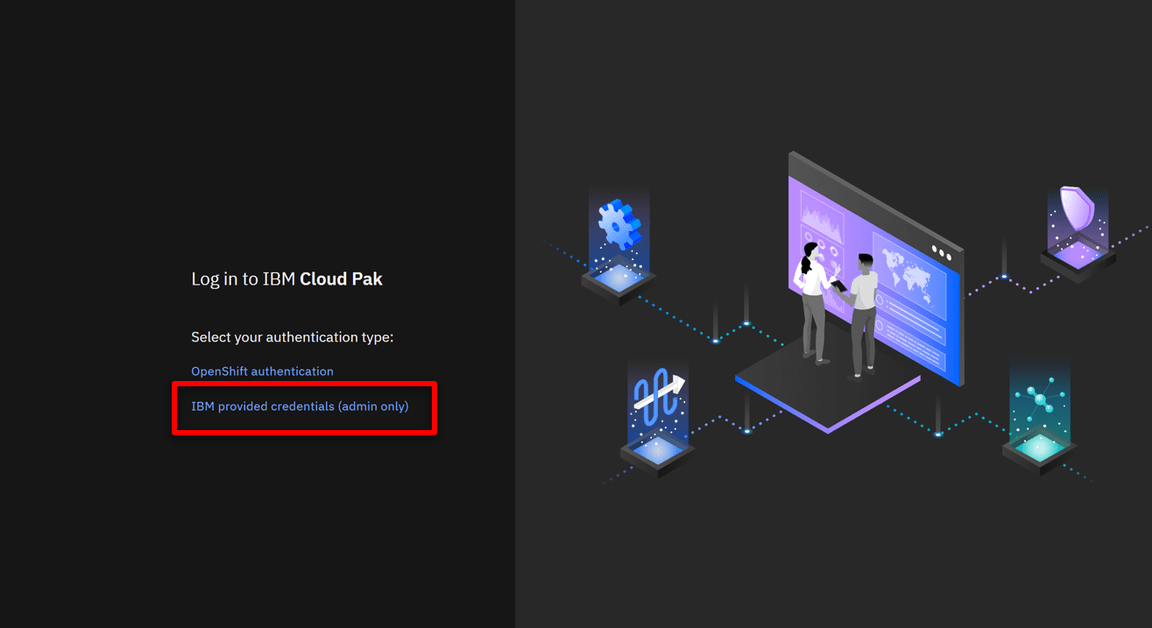 Log in to IBM Cloud Pak
Select your authentication type:
OpenShift authentication
IBM provided credentials (admin only)